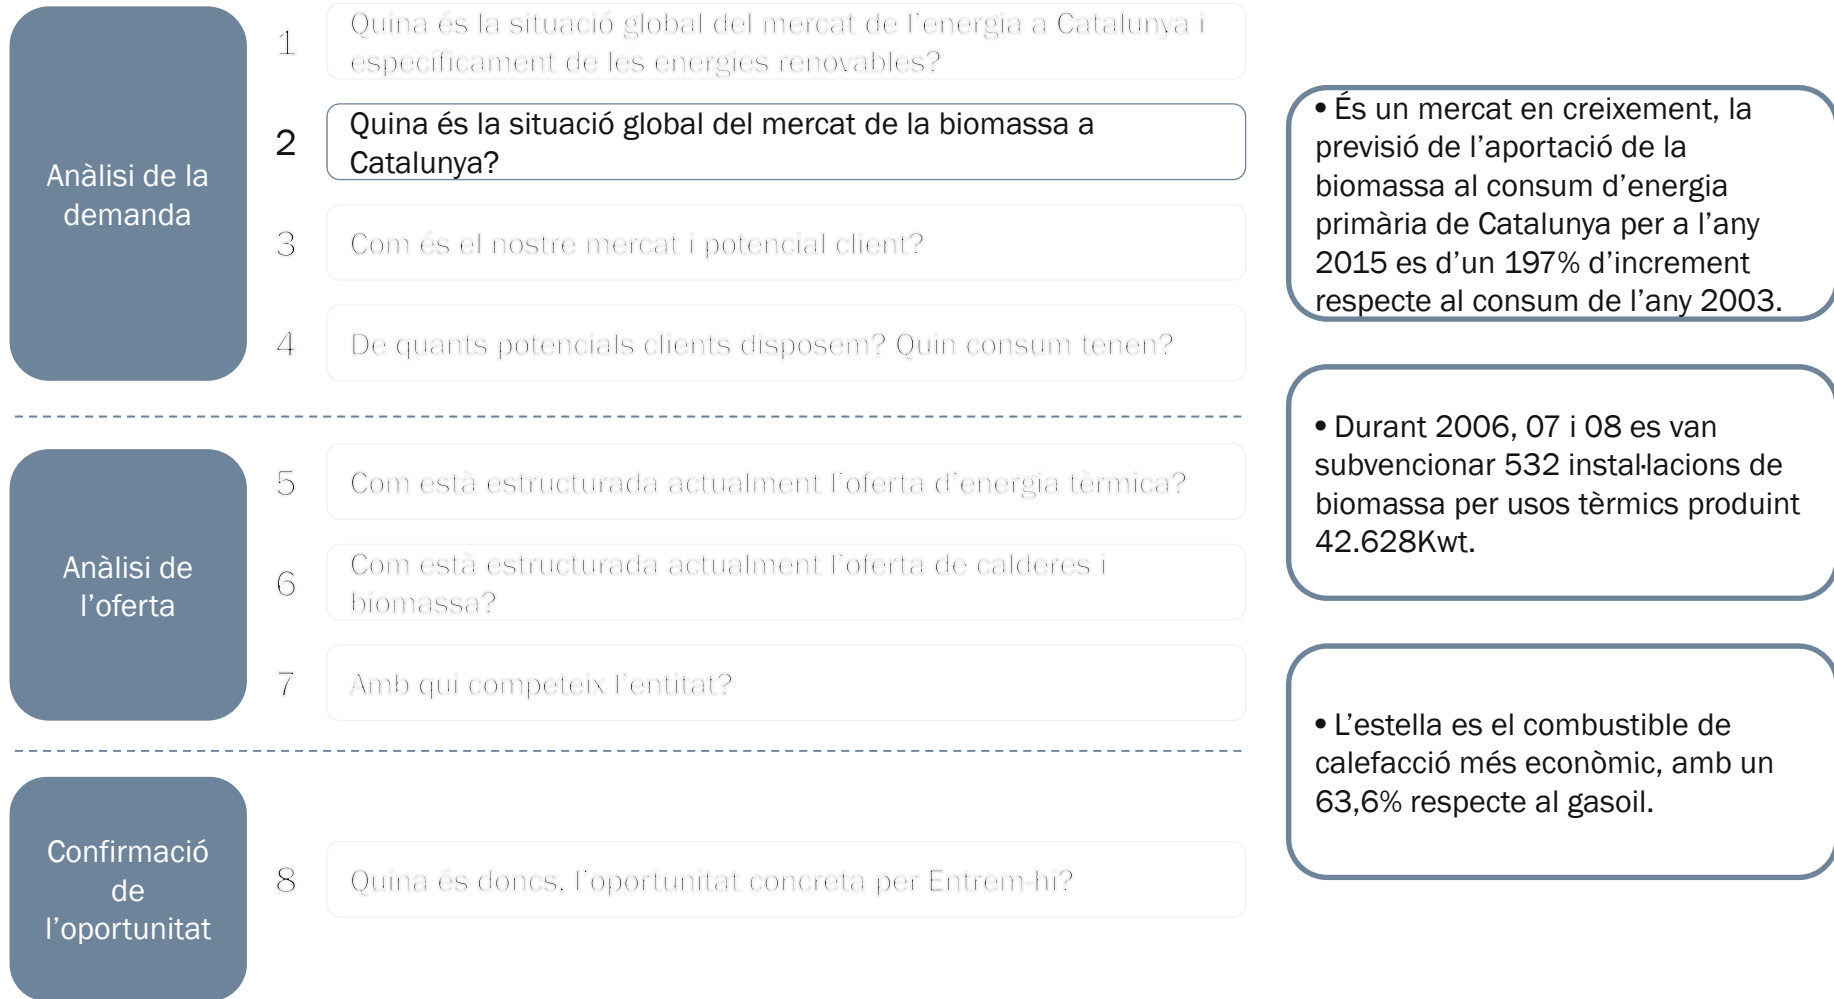 Anàlisi de la
demanda
1
Quina és la situació global del mercat de l'energia a Catalunya i
específicament de les energies renovables?
2
Quina és la situació global del mercat de la biomassa a
Catalunya?
3
Com és el nostre mercat i potencial client?
4
De quants potencials clients disposem? Quin consum tenen?
Anàlisi de
l'oferta
5
Com està estructurada actualment l'oferta d'energia tèrmica?
6
Com està estructurada actualment l'oferta de calderes i
biomassa?
7
Amb qui competeix l'entitat?
Confirmació
de
l'oportunitat
8
Quina és doncs, l'oportunitat concreta per Entrem-hi?
• És un mercat en creixement, la
previsió de l'aportació de la
biomassa al consum d'energia
primària de Catalunya per a l'any
2015 es d'un 197% d'increment
respecte al consum de l'any 2003.
• Durant 2006, 07 i 08 es van
subvencionar 532 instal·lacions de
biomassa per usos tèrmics produint
42.628Kwt.
• L'estella es el combustible de
calefacció més econòmic, amb un
63,6% respecte al gasoil.